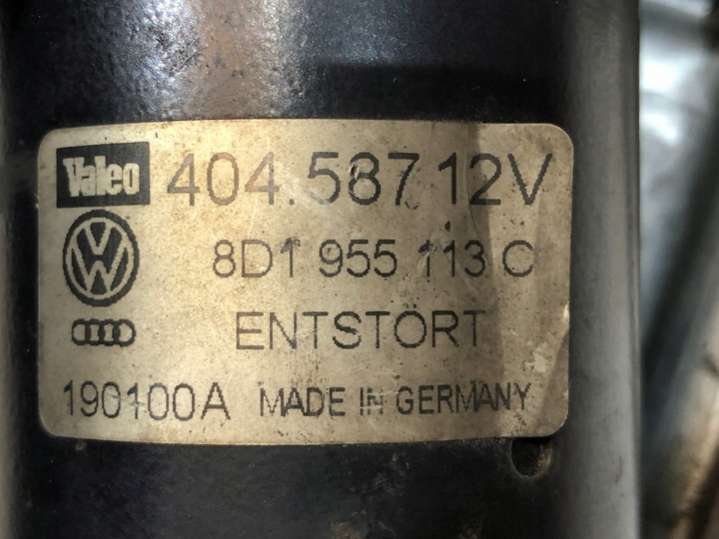 Valeo 404.587 12V
8D1 955 113 C
ENTSTÖRT
190100A MADE IN GERMANY